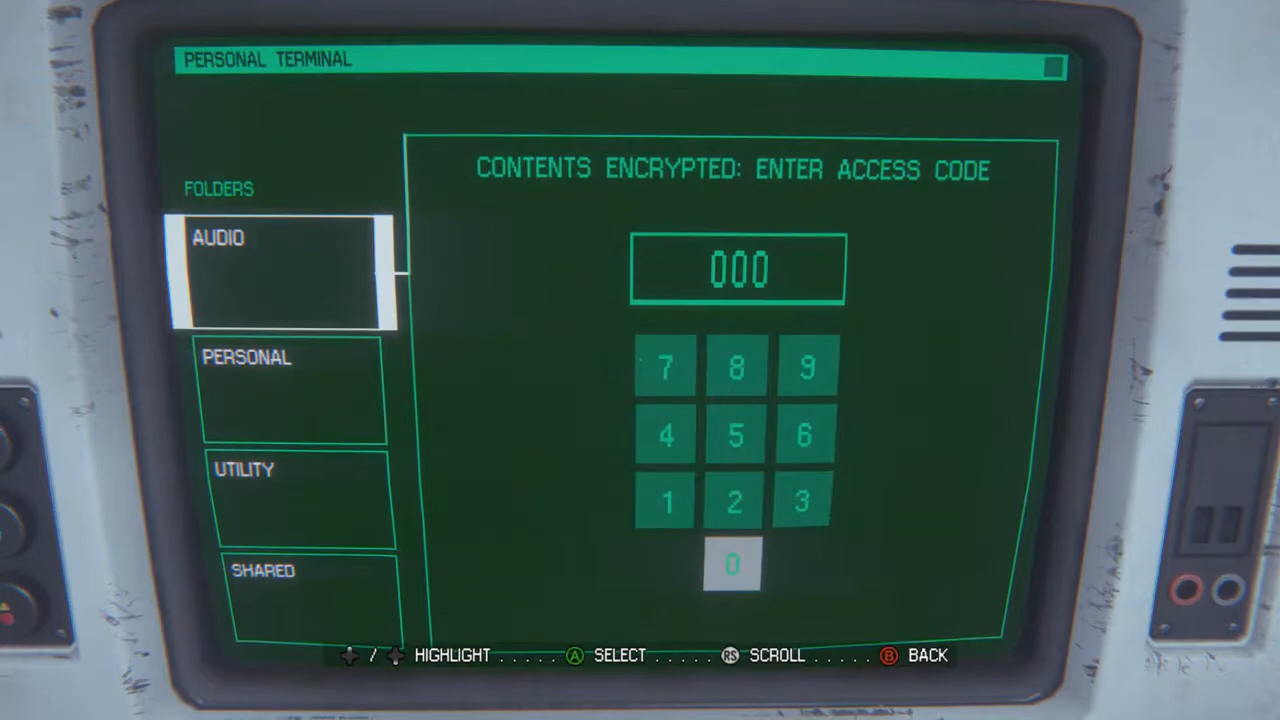 PERSONAL TERMINAL
CONTENTS ENCRYPTED: ENTER ACCESS CODE
FOLDERS
AUDIO
000
PERSONAL
7 8 9
4 5 6
UTILITY
1 2 3
SHARED
0
/ HIGHLIGHT ..... A SELECT ..... RS SCROLL ..... B BACK